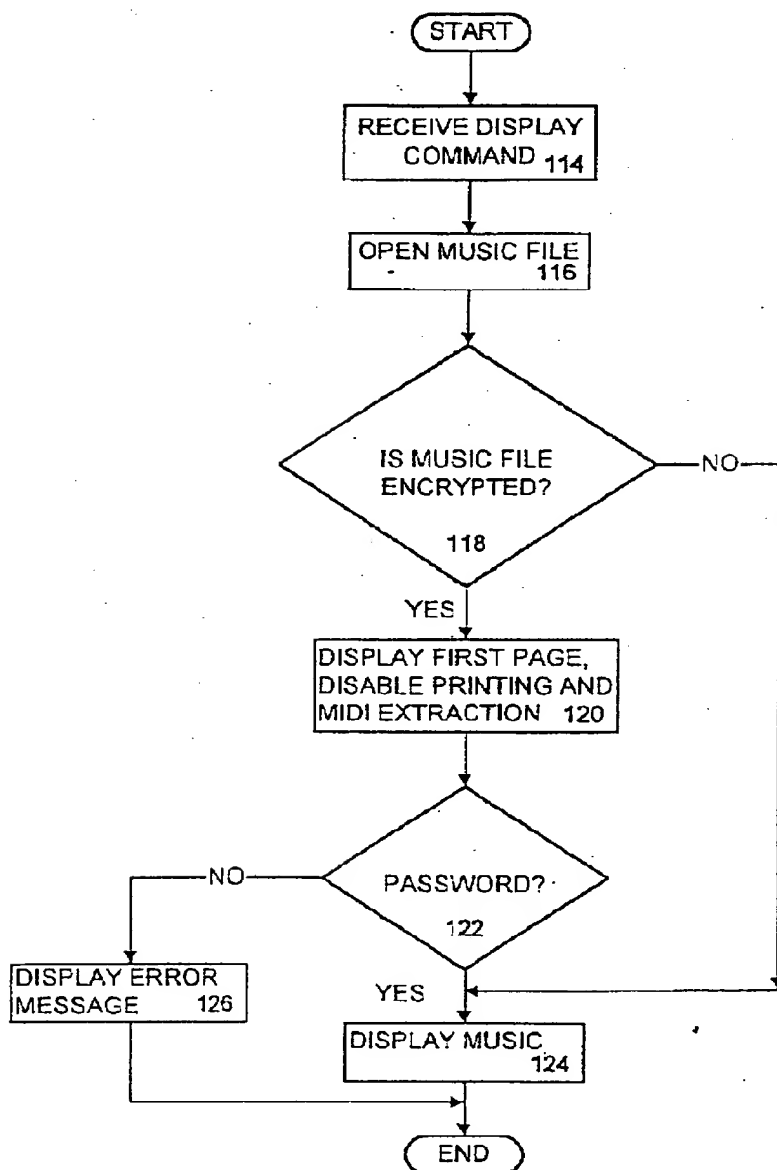 START
RECEIVE DISPLAY
COMMAND 114
OPEN MUSIC FILE
116
IS MUSIC FILE
ENCRYPTED?
NO
118
YES
DISPLAY FIRST PAGE,
DISABLE PRINTING AND
MIDI EXTRACTION 120
NO
PASSWORD?
122
DISPLAY ERROR
MESSAGE 126
YES
DISPLAY MUSIC
124
END